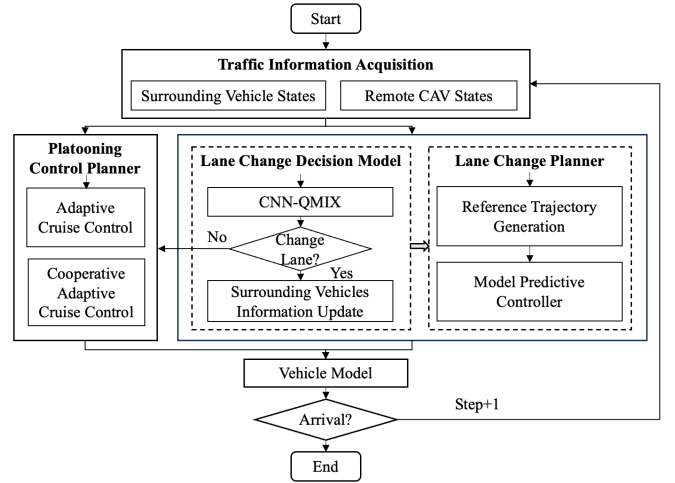 Start
Traffic Information Acquisition
Surrounding Vehicle States
Remote CAV States
Platooning
Control Planner
Adaptive
Cruise Control
Cooperative
Adaptive
Cruise Control
Lane Change Decision Model
CNN-QMIX
No
Change
Lane?
Yes
Surrounding Vehicles
Information Update
Lane Change Planner
Reference Trajectory
Generation
Model Predictive
Controller
Vehicle Model
Arrival?
Step+1
End